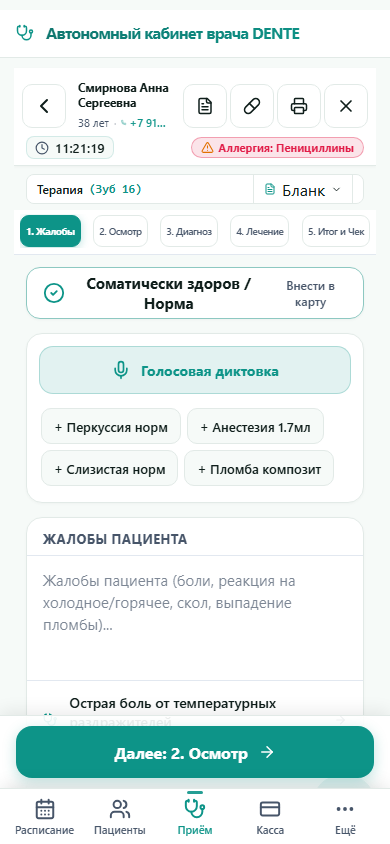 Автономный кабинет врача DENTE
Смирнова Анна
Сергеевна
38 лет · +7 91...
11:21:19
Аллергия: Пенициллины
Терапия (Зуб 16)
Бланк
1. Жалобы
2. Осмотр
3. Диагноз
4. Лечение
5. Итог и Чек
Соматически здоров /
Норма
Внести в
карту
Голосовая диктовка
+ Перкуссия норм
+ Анестезия 1.7мл
+ Слизистая норм
+ Пломба композит
ЖАЛОБЫ ПАЦИЕНТА
Жалобы пациента (боли, реакция на
холодное/горячее, скол, выпадение
пломбы)...
Острая боль от температурных
раздражителей
Далее: 2. Осмотр →
Расписание
Пациенты
Приём
Касса
Ещё